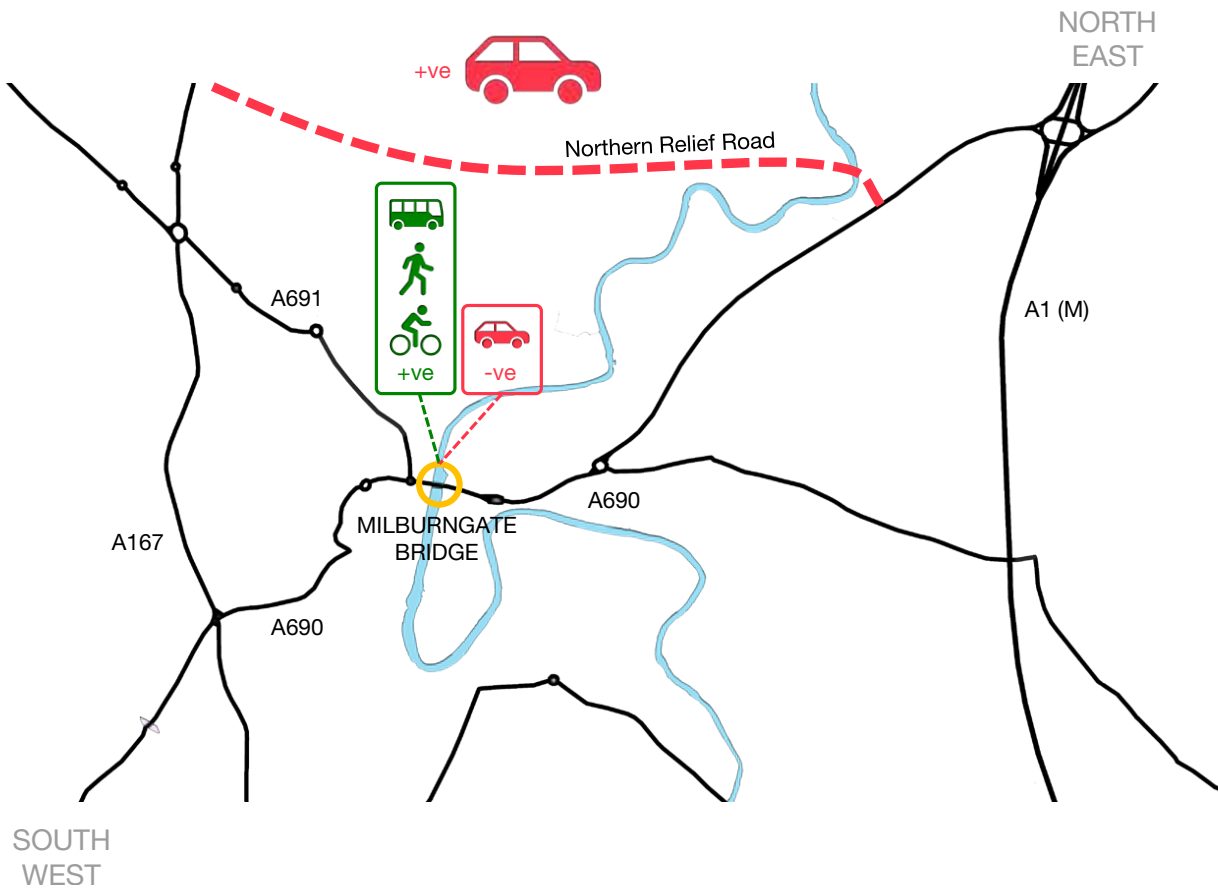 NORTH
EAST
+ve
Northern Relief Road
A691
A1 (M)
+ve
-ve
A690
MILBURNGATE
BRIDGE
A167
A690
SOUTH
WEST